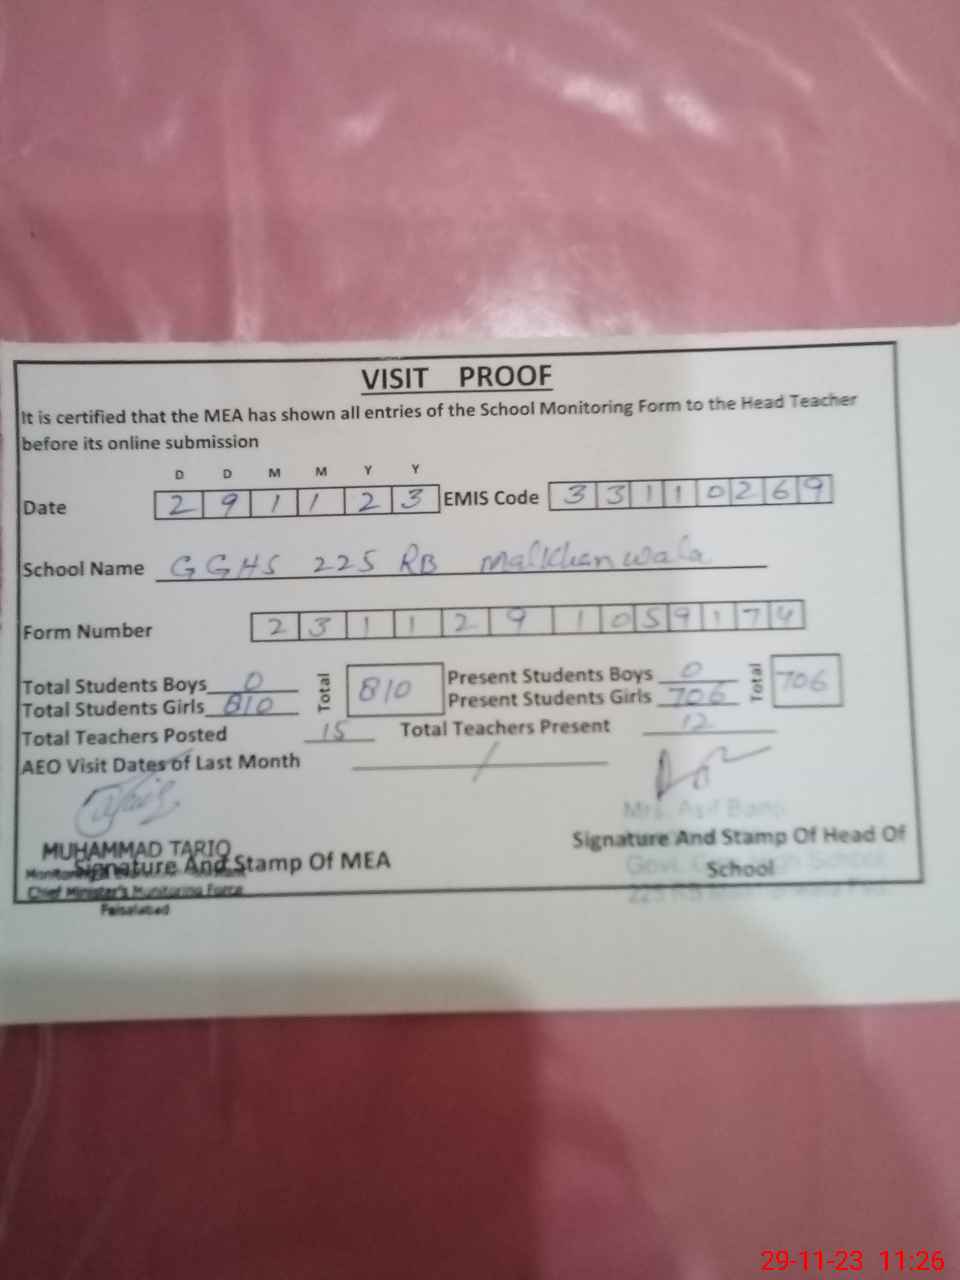 VISIT PROOF
It is certified that the MEA has shown all entries of the School Monitoring Form to the Head Teacher
before its online submission
D D M M Y Y
Date 2 9 1 1 2 3 EMIS Code 3 3 1 1 0 2 6 9
School Name GGHS 225 RB Malkhanwala
Form Number 2 3 1 1 2 9 1 0 5 9 1 7 4
Total Students Boys 0 Total 810 Present Students Boys 0 Total 706
Total Students Girls 810 Present Students Girls 706
Total Teachers Posted 15 Total Teachers Present 12
AEO Visit Dates of Last Month /
MUHAMMAD TARIQ
Signature And Stamp Of MEA
Chief Minister's Monitoring Force
Faisalabad
Mrs. Asif Bano
Signature And Stamp Of Head Of
School
Govt.
225 RB
29-11-23 11:26